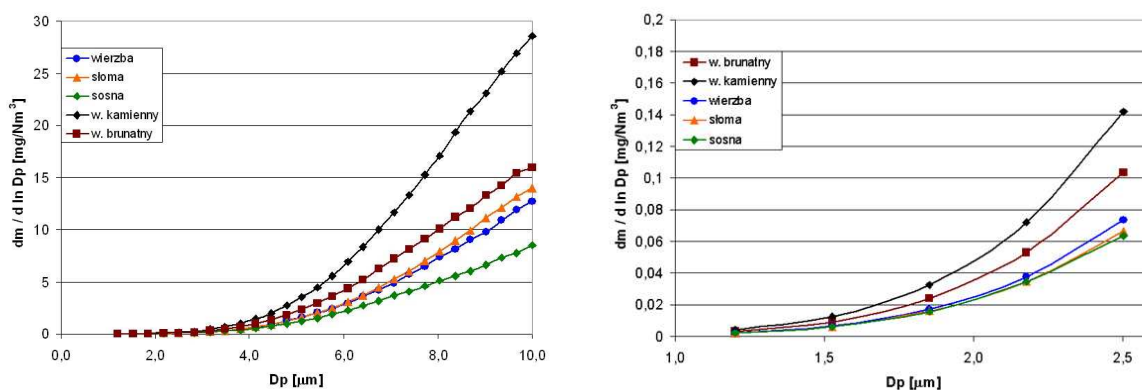 30
25
20
15
10
5
0
dm / d ln Dp [mg/Nm³]
wierzba
słoma
sosna
w. kamienny
w. brunatny
0,0 2,0 4,0 6,0 8,0 10,0
Dp [µm]
0,2
0,18
0,16
0,14
0,12
0,1
0,08
0,06
0,04
0,02
0
dm / d ln Dp [mg/Nm³]
w. brunatny
w. kamienny
wierzba
słoma
sosna
1,0 1,5 2,0 2,5
Dp [µm]